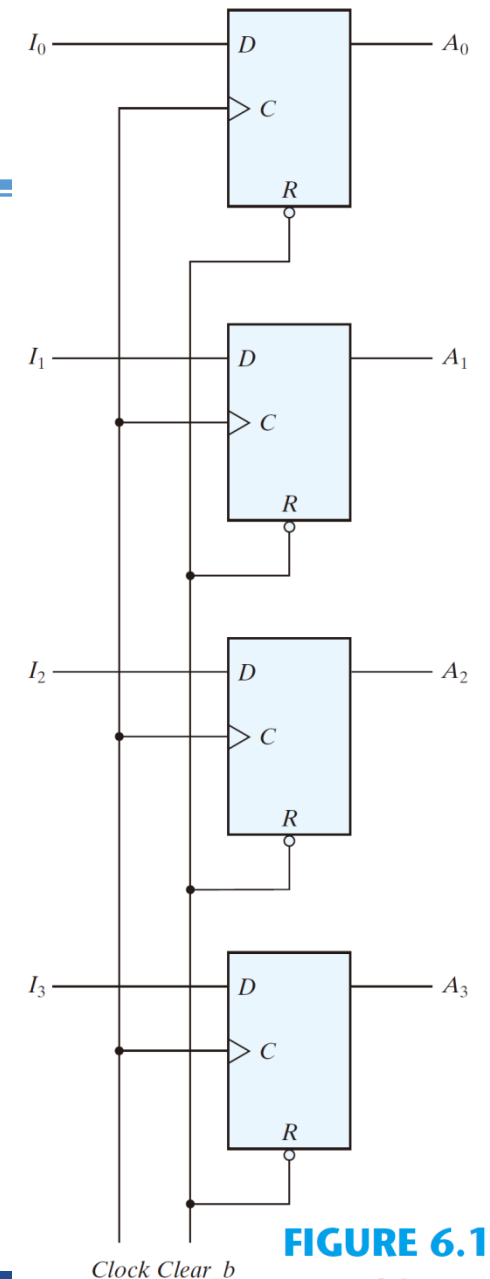 I₀ D A₀
C
R
I₁ D A₁
C
R
I₂ D A₂
C
R
I₃ D A₃
C
R
FIGURE 6.1
Clock Clear_b